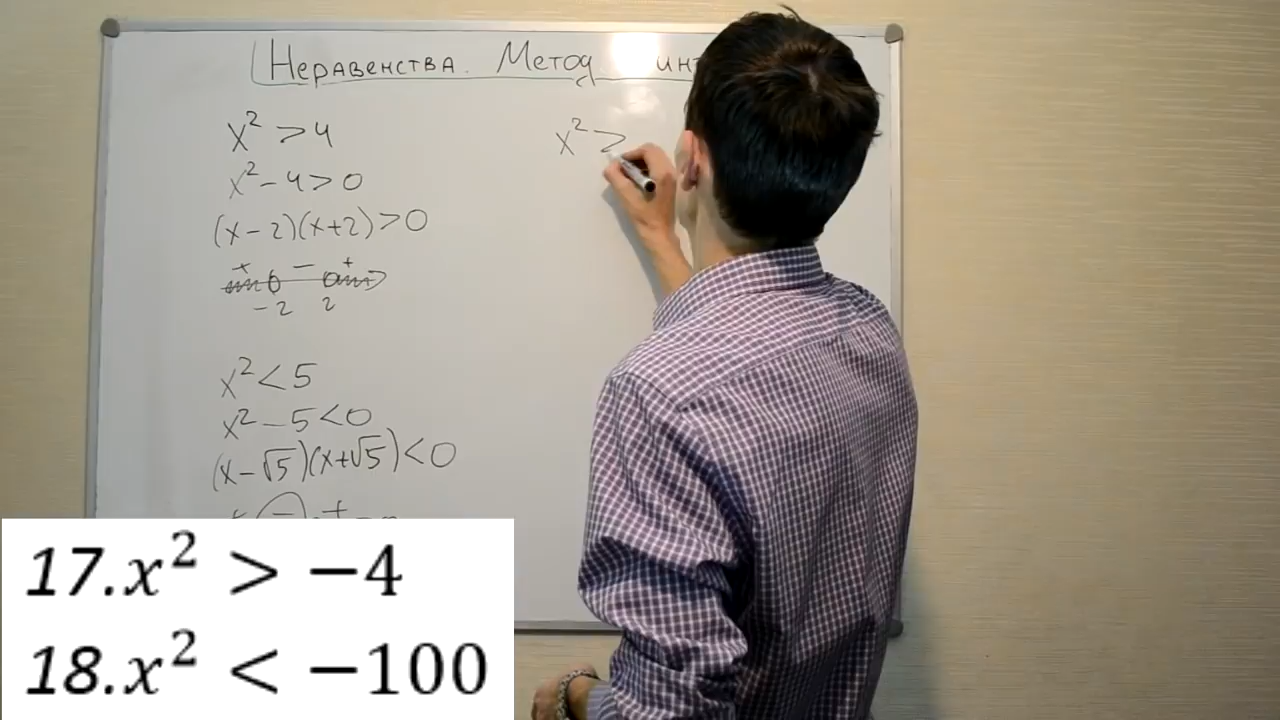 Неравенства. Метод
x² > 4
x² - 4 > 0
(x - 2)(x + 2) > 0
+ - +
-2 2
x² < 5
x² - 5 < 0
(x - √5)(x + √5) < 0
x² >
17. x² > −4
18. x² < −100